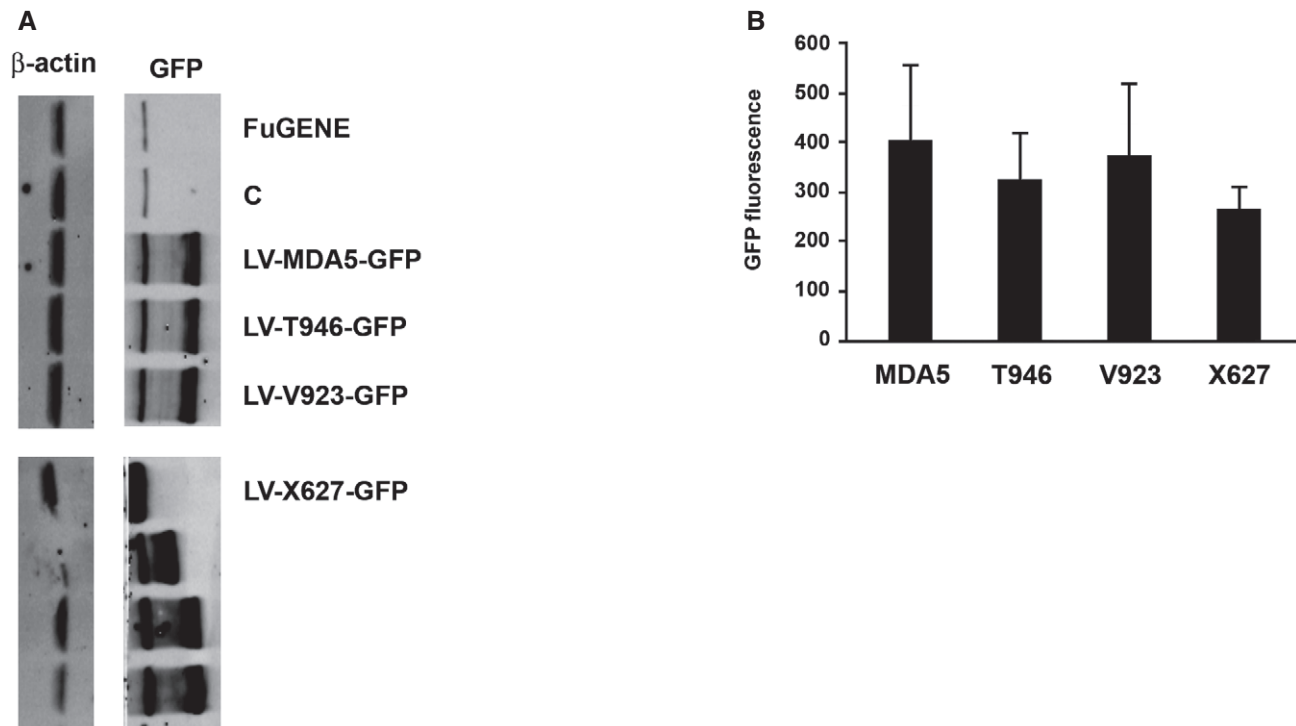 A
β-actin
GFP
FuGENE
C
LV-MDA5-GFP
LV-T946-GFP
LV-V923-GFP
LV-X627-GFP
B
600
500
400
300
200
100
0
GFP fluorescence
MDA5 T946 V923 X627